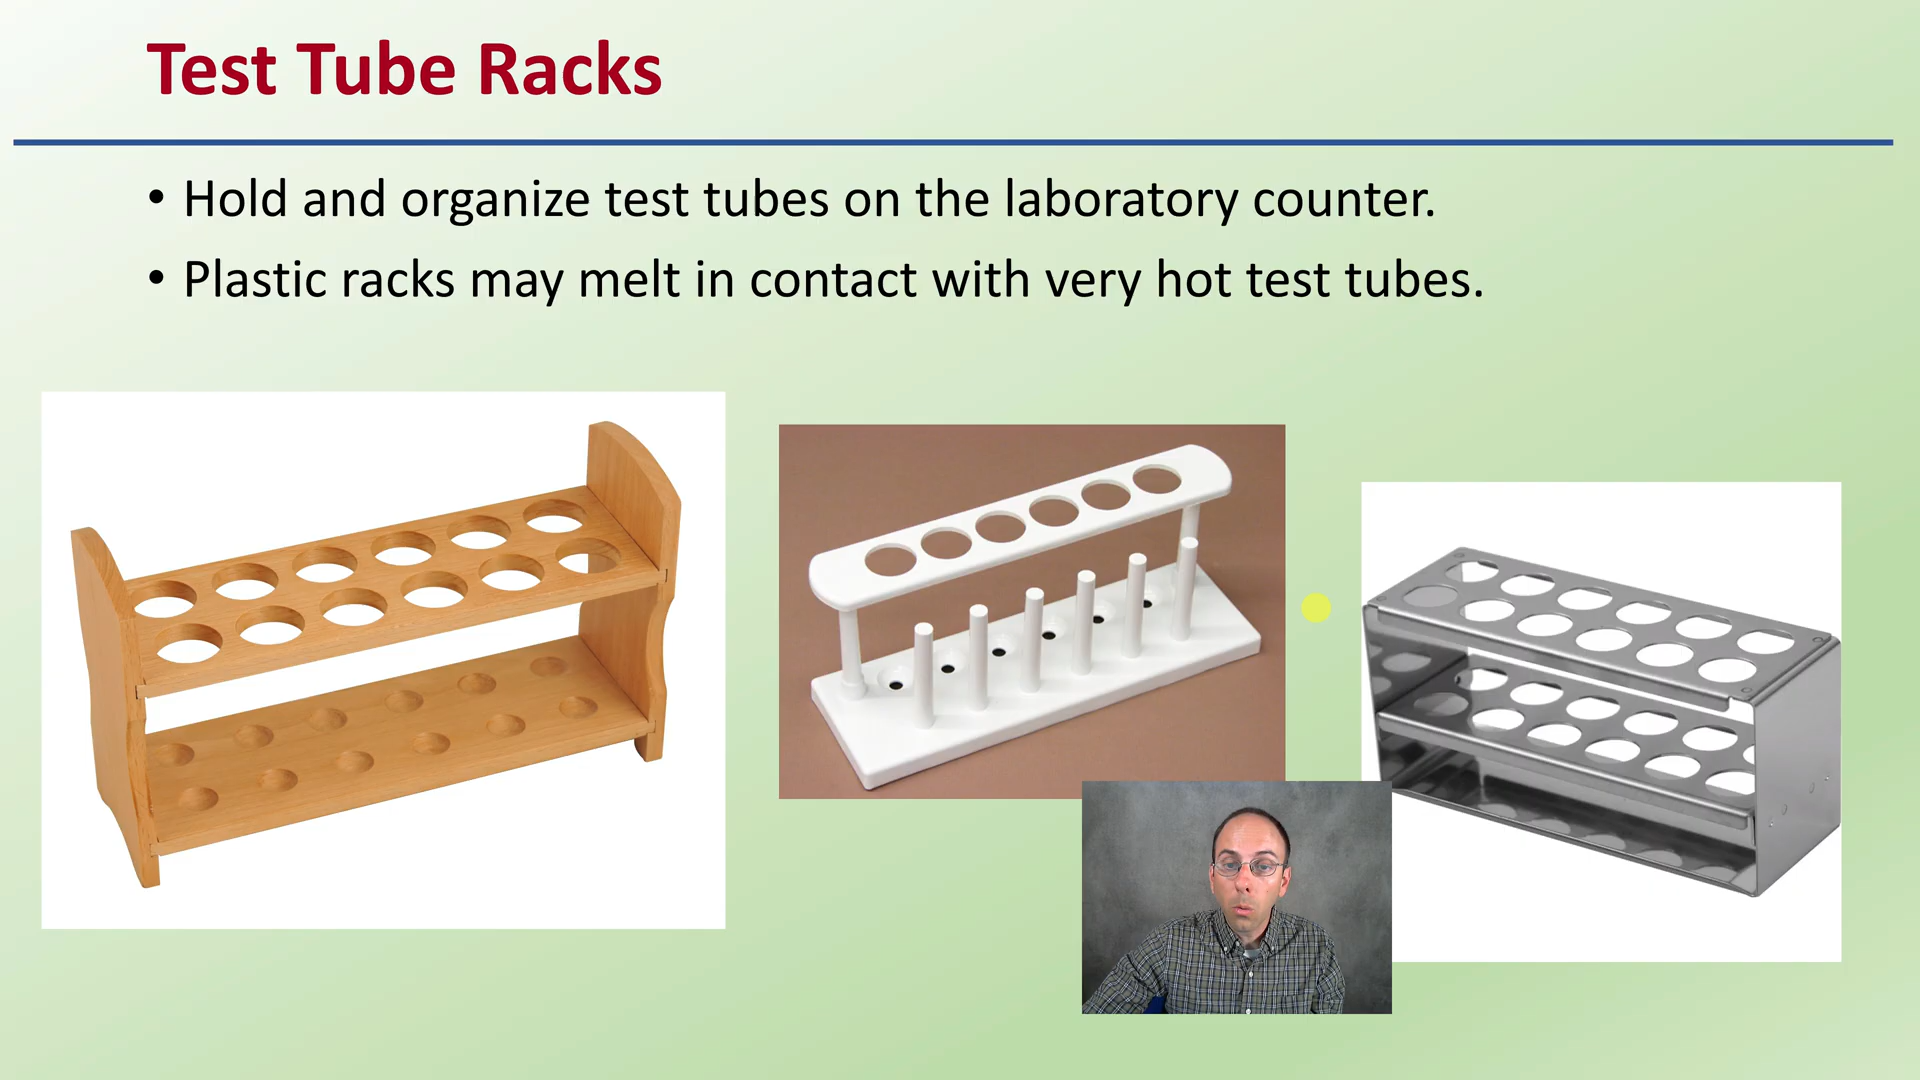 Test Tube Racks
• Hold and organize test tubes on the laboratory counter.
• Plastic racks may melt in contact with very hot test tubes.